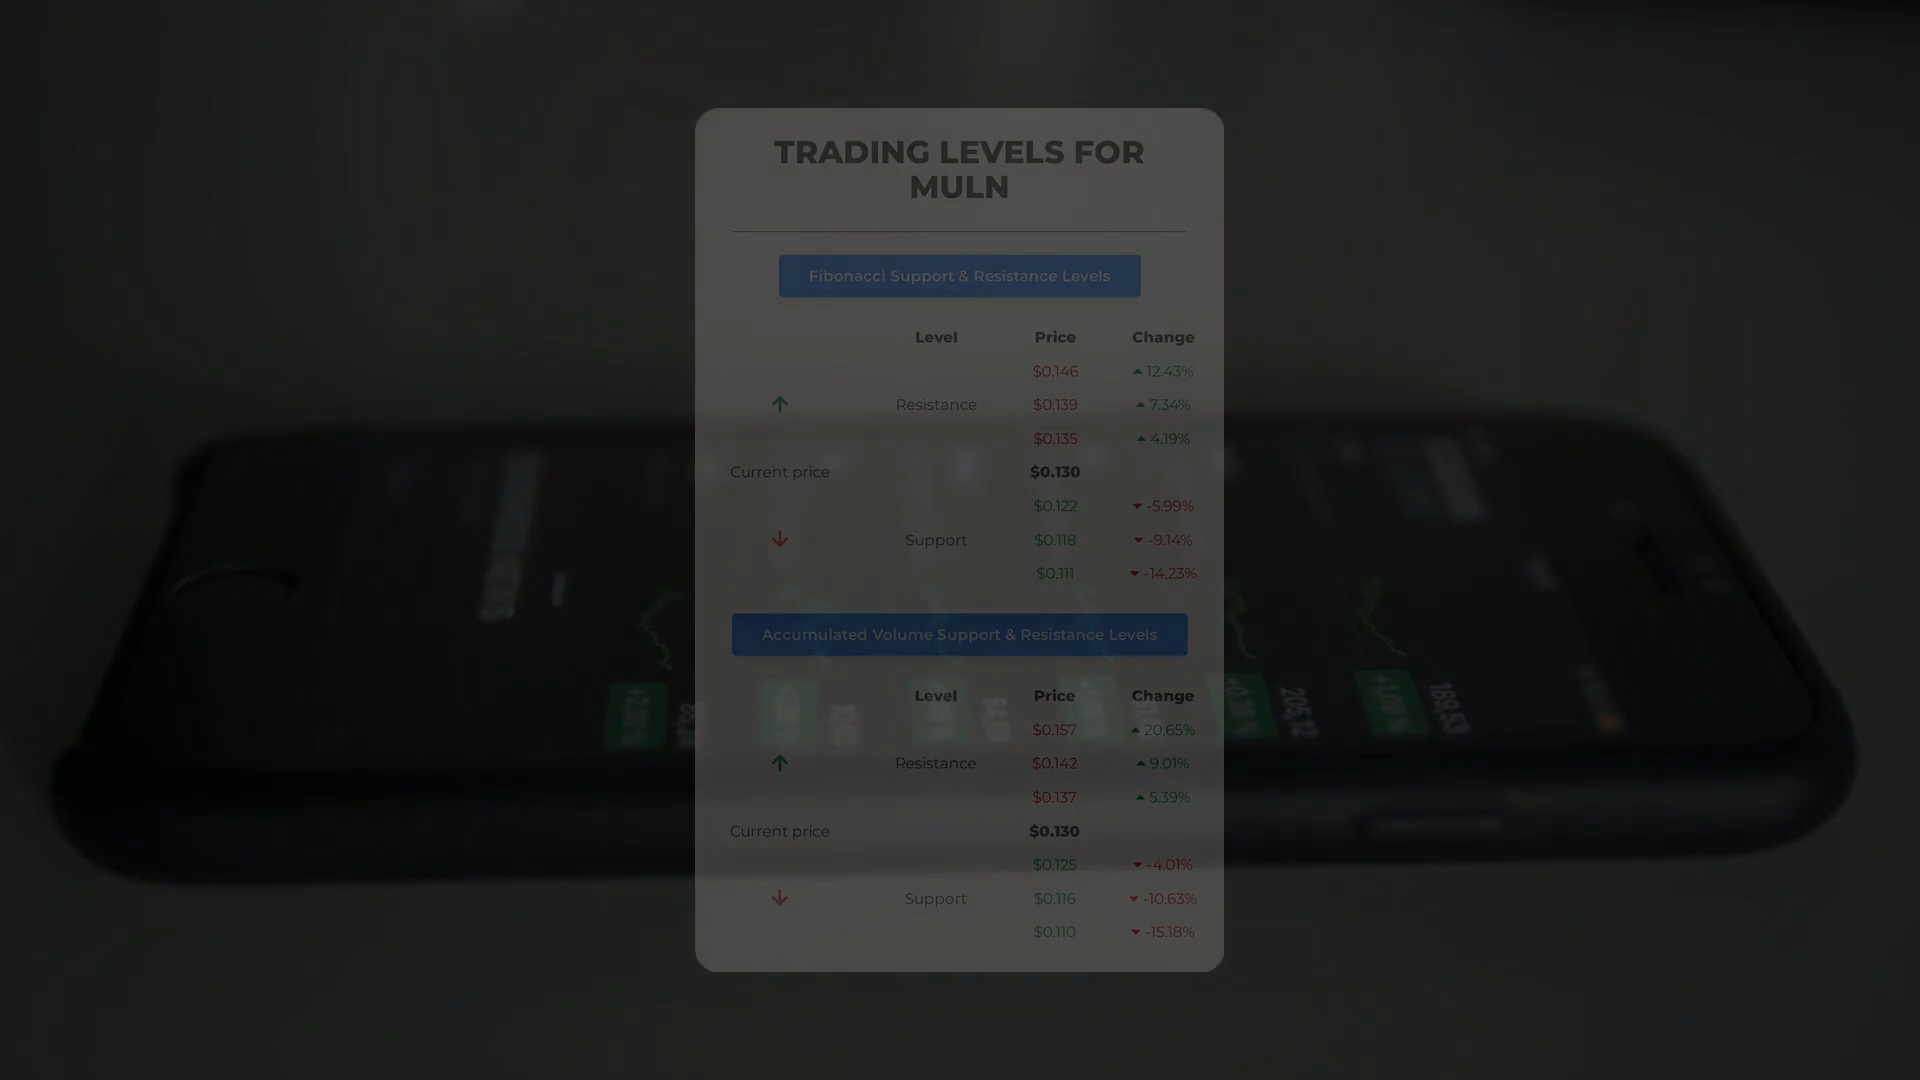 TRADING LEVELS FOR
MULN
Fibonacci Support & Resistance Levels
Level Price Change
$0.146 12.43%
Resistance $0.139 7.34%
$0.135 4.19%
Current price $0.130
$0.122 -5.99%
Support $0.118 -9.14%
$0.111 -14.23%
Accumulated Volume Support & Resistance Levels
Level Price Change
$0.157 20.65%
Resistance $0.142 9.01%
$0.137 5.39%
Current price $0.130
$0.125 -4.01%
Support $0.116 -10.63%
$0.110 -15.18%
205,12
189,53